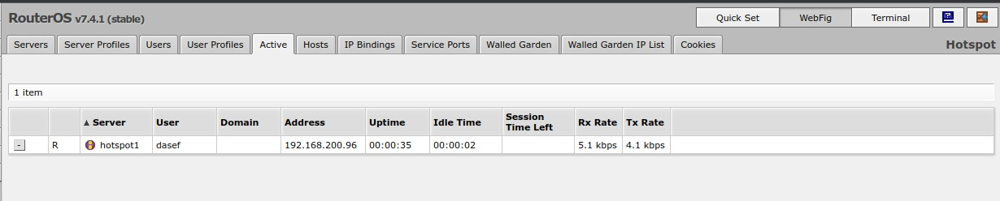 RouterOS v7.4.1 (stable) Quick Set WebFig Terminal
Servers Server Profiles Users User Profiles Active Hosts IP Bindings Service Ports Walled Garden Walled Garden IP List Cookies Hotspot
1 item
Server User Domain Address Uptime Idle Time Session Time Left Rx Rate Tx Rate
- R hotspot1 dasef 192.168.200.96 00:00:35 00:00:02 5.1 kbps 4.1 kbps